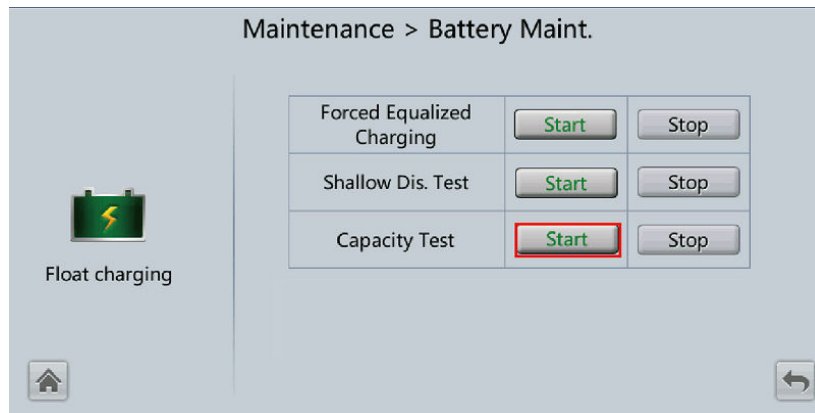 Maintenance > Battery Maint.
Forced Equalized
Charging
Start
Stop
Shallow Dis. Test
Start
Stop
Capacity Test
Start
Stop
Float charging